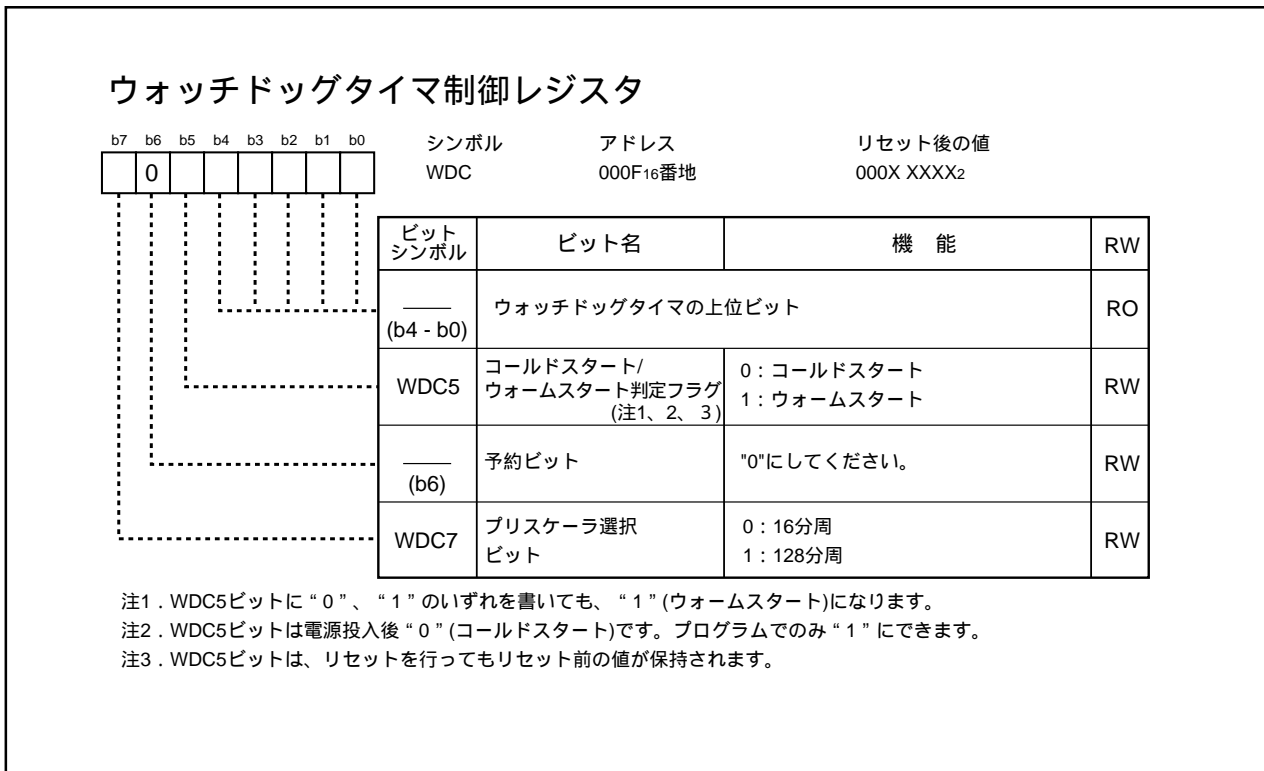 ウォッチドッグタイマ制御レジスタ
b7 b6 b5 b4 b3 b2 b1 b0
0
シンボル アドレス リセット後の値
WDC 000F16番地 000X XXXX2
ビット
シンボル
ビット名 機 能 RW
(b4 - b0)
ウォッチドッグタイマの上位ビット RO
WDC5
コールドスタート/
ウォームスタート判定フラグ
(注1、2、3)
0：コールドスタート
1：ウォームスタート
RW
(b6)
予約ビット "0"にしてください。 RW
WDC7
プリスケーラ選択
ビット
0：16分周
1：128分周
RW
注1．WDC5ビットに“0”、“1”のいずれを書いても、“1”(ウォームスタート)になります。
注2．WDC5ビットは電源投入後“0”(コールドスタート)です。プログラムでのみ“1”にできます。
注3．WDC5ビットは、リセットを行ってもリセット前の値が保持されます。